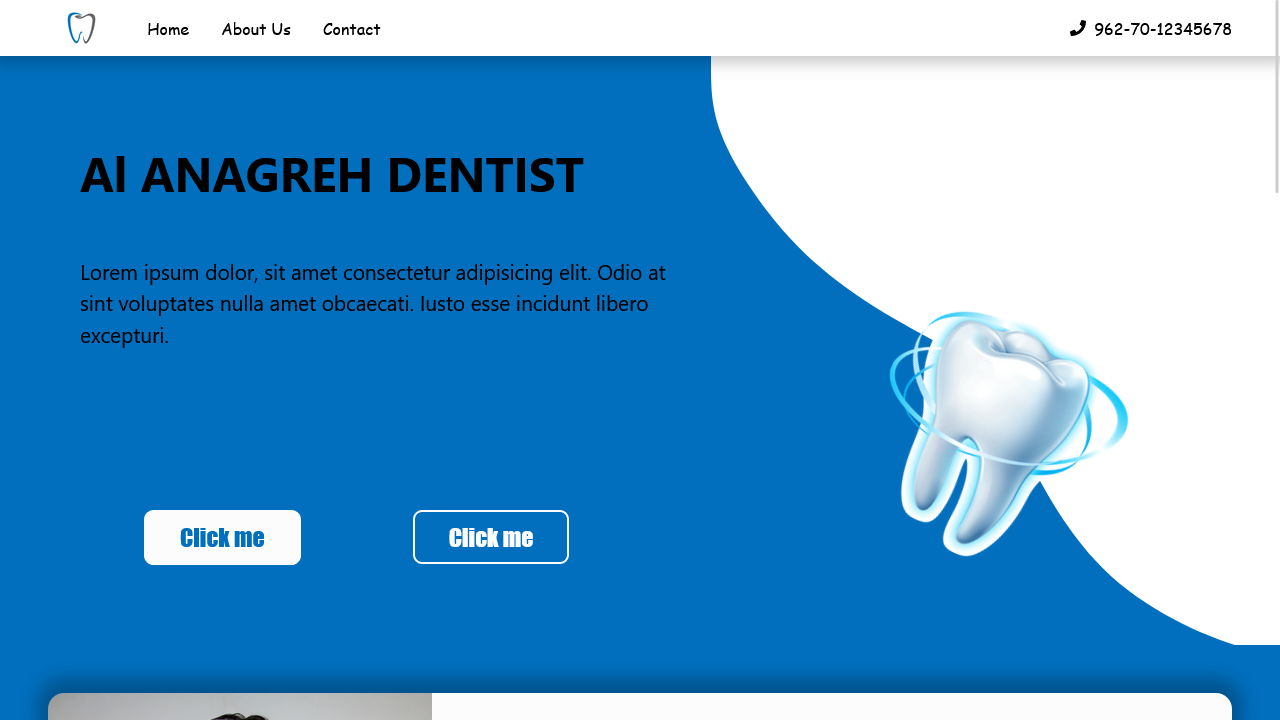 Home About Us Contact 962-70-12345678
Al ANAGREH DENTIST
Lorem ipsum dolor, sit amet consectetur adipisicing elit. Odio at
sint voluptates nulla amet obcaecati. Iusto esse incidunt libero
excepturi.
Click me Click me